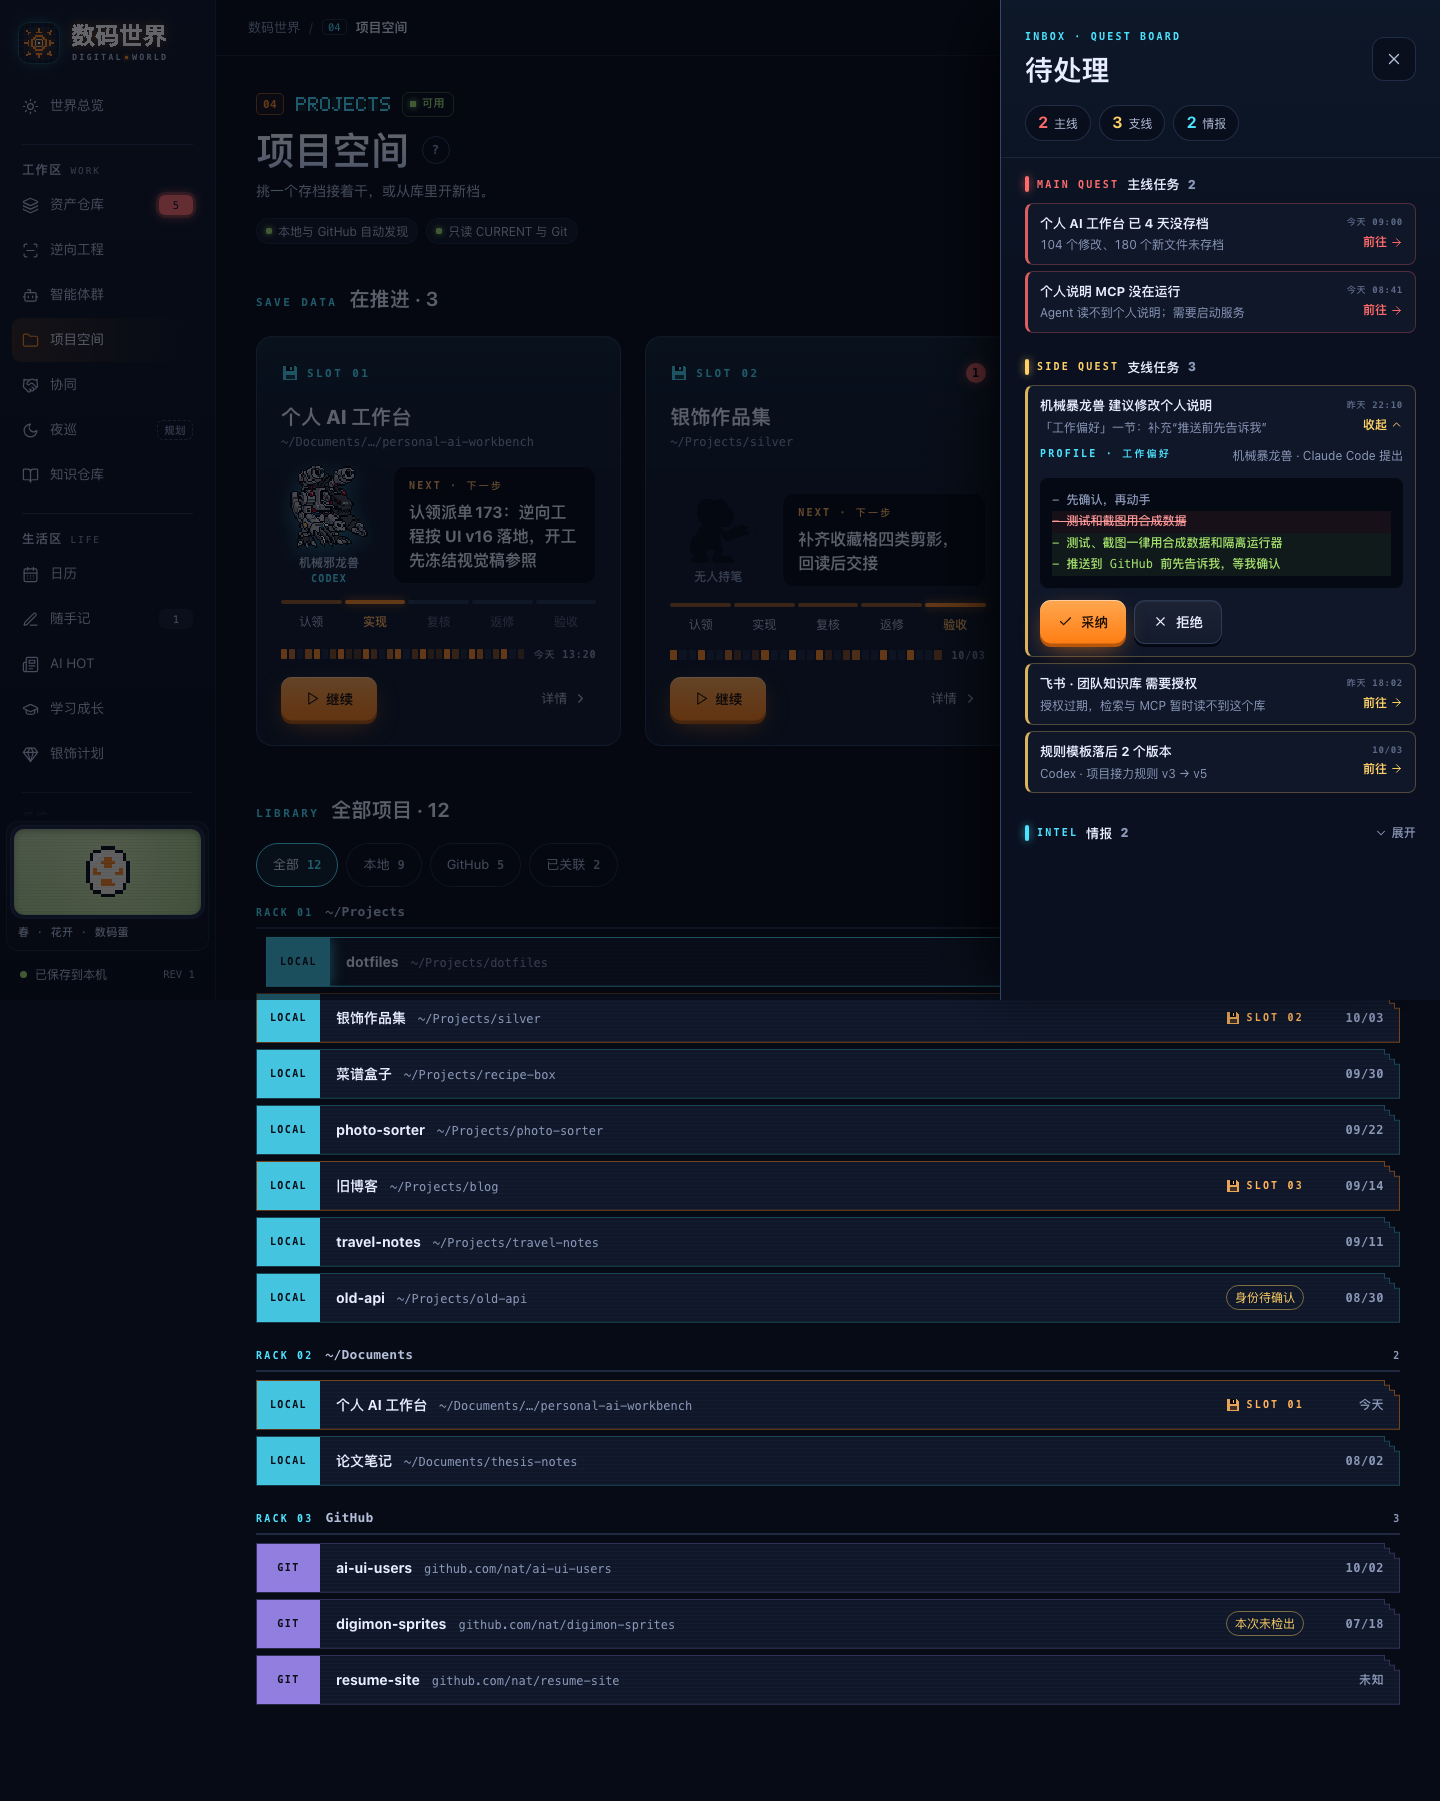 数码世界
DIGITAL WORLD
世界总览
工作区 WORK
资产仓库 5
逆向工程
智能体群
项目空间
协同
夜巡 规划
知识仓库
生活区 LIFE
日历
随手记 1
AI HOT
学习成长
银饰计划
春 · 花开 · 数码蛋
已保存到本机 REV 1
数码世界 / 04 项目空间
04 PROJECTS 可用
项目空间 ?
挑一个存档接着干，或从库里开新档。
本地与 GitHub 自动发现 只读 CURRENT 与 Git
SAVE DATA 在推进 · 3
SLOT 01
个人 AI 工作台
~/Documents/…/personal-ai-workbench
机械邪龙兽
CODEX
NEXT · 下一步
认领派单 173：逆向工
程按 UI v16 落地，开工
先冻结视觉稿参照
认领 实现 复核 返修 验收
今天 13:20
继续 详情
SLOT 02 1
银饰作品集
~/Projects/silver
无人持笔
NEXT · 下一步
补齐收藏格四类剪影，
回读后交接
认领 实现 复核 返修 验收
10/03
继续 详情
LIBRARY 全部项目 · 12
全部 12 本地 9 GitHub 5 已关联 2
RACK 01 ~/Projects
LOCAL dotfiles ~/Projects/dotfiles
LOCAL 银饰作品集 ~/Projects/silver SLOT 02 10/03
LOCAL 菜谱盒子 ~/Projects/recipe-box 09/30
LOCAL photo-sorter ~/Projects/photo-sorter 09/22
LOCAL 旧博客 ~/Projects/blog SLOT 03 09/14
LOCAL travel-notes ~/Projects/travel-notes 09/11
LOCAL old-api ~/Projects/old-api 身份待确认 08/30
RACK 02 ~/Documents 2
LOCAL 个人 AI 工作台 ~/Documents/…/personal-ai-workbench SLOT 01 今天
LOCAL 论文笔记 ~/Documents/thesis-notes 08/02
RACK 03 GitHub 3
GIT ai-ui-users github.com/nat/ai-ui-users 10/02
GIT digimon-sprites github.com/nat/digimon-sprites 本次未检出 07/18
GIT resume-site github.com/nat/resume-site 未知
INBOX · QUEST BOARD
待处理
2 主线 3 支线 2 情报
MAIN QUEST 主线任务 2
个人 AI 工作台 已 4 天没存档 今天 09:00
104 个修改、180 个新文件未存档 前往 →
个人说明 MCP 没在运行 今天 08:41
Agent 读不到个人说明；需要启动服务 前往 →
SIDE QUEST 支线任务 3
机械暴龙兽 建议修改个人说明 昨天 22:10
「工作偏好」一节：补充“推送前先告诉我” 收起
PROFILE · 工作偏好 机械暴龙兽 · Claude Code 提出
– 先确认，再动手
– 测试和截图用合成数据
– 测试、截图一律用合成数据和隔离运行器
– 推送到 GitHub 前先告诉我，等我确认
采纳 拒绝
飞书 · 团队知识库 需要授权 昨天 18:02
授权过期，检索与 MCP 暂时读不到这个库 前往 →
规则模板落后 2 个版本 10/03
Codex · 项目接力规则 v3 → v5 前往 →
INTEL 情报 2 展开